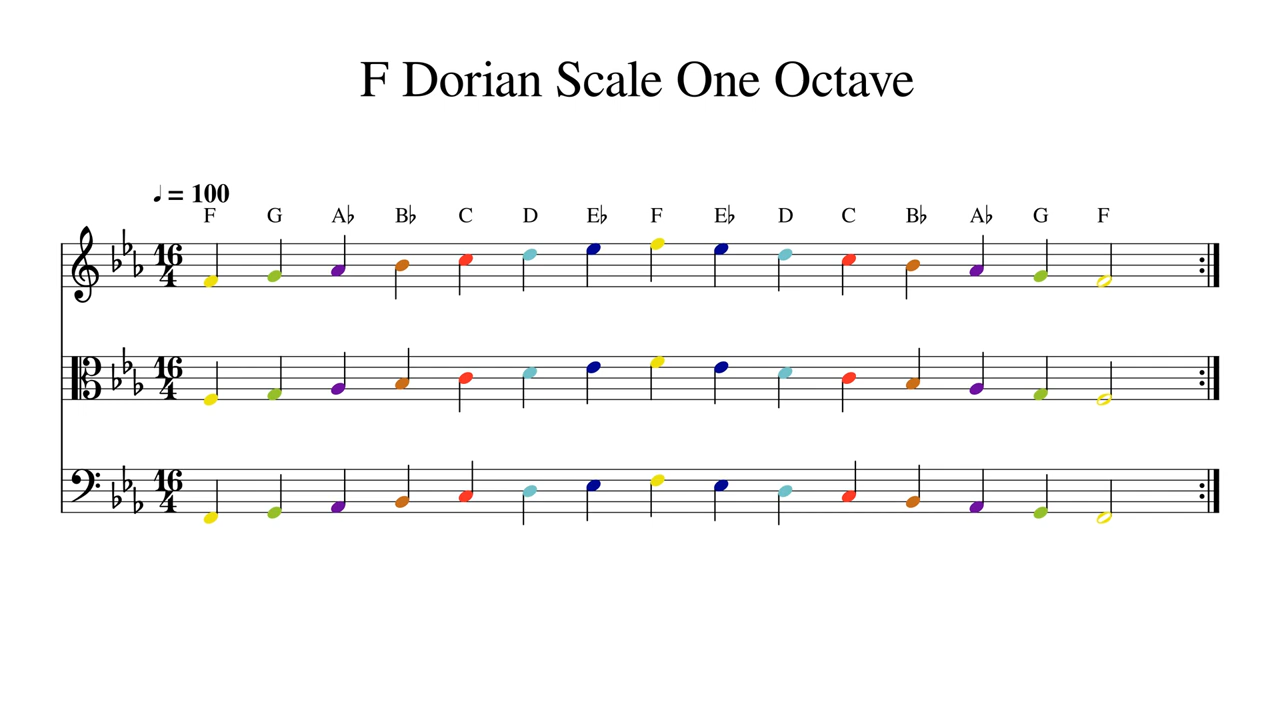 F Dorian Scale One Octave
♩ = 100
F G A♭ B♭ C D E♭ F E♭ D C B♭ A♭ G F
16
4
16
4
16
4